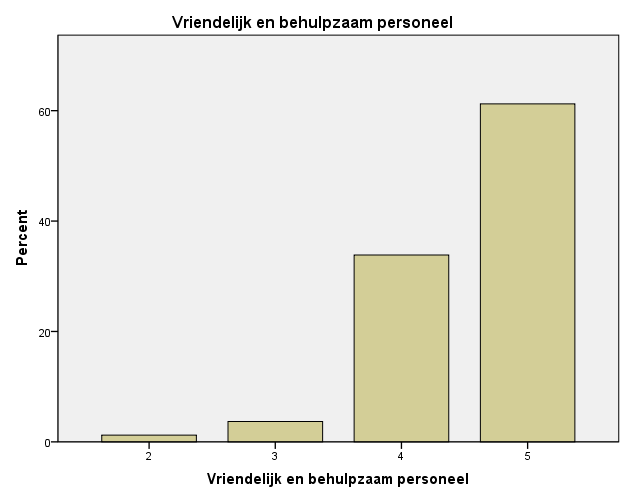 Vriendelijk en behulpzaam personeel
60
40
20
0
Percent
2 3 4 5
Vriendelijk en behulpzaam personeel